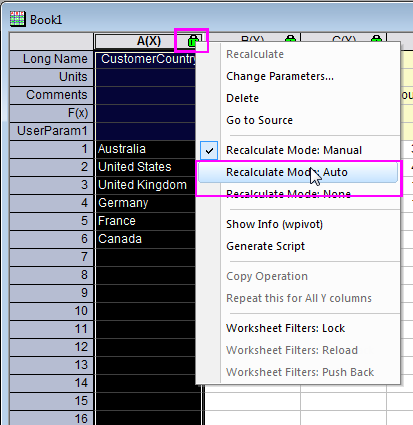 Book1
A(X) B(X) C(X)
Long Name CustomerCountry
Units
Comments
F(x)
UserParam1
1 Australia
2 United States
3 United Kingdom
4 Germany
5 France
6 Canada
7
8
9
10
11
12
13
14
15
16
Recalculate
Change Parameters...
Delete
Go to Source
Recalculate Mode: Manual
Recalculate Mode: Auto
Recalculate Mode: None
Show Info (wpivot)
Generate Script
Copy Operation
Repeat this for All Y columns
Worksheet Filters: Lock
Worksheet Filters: Reload
Worksheet Filters: Push Back